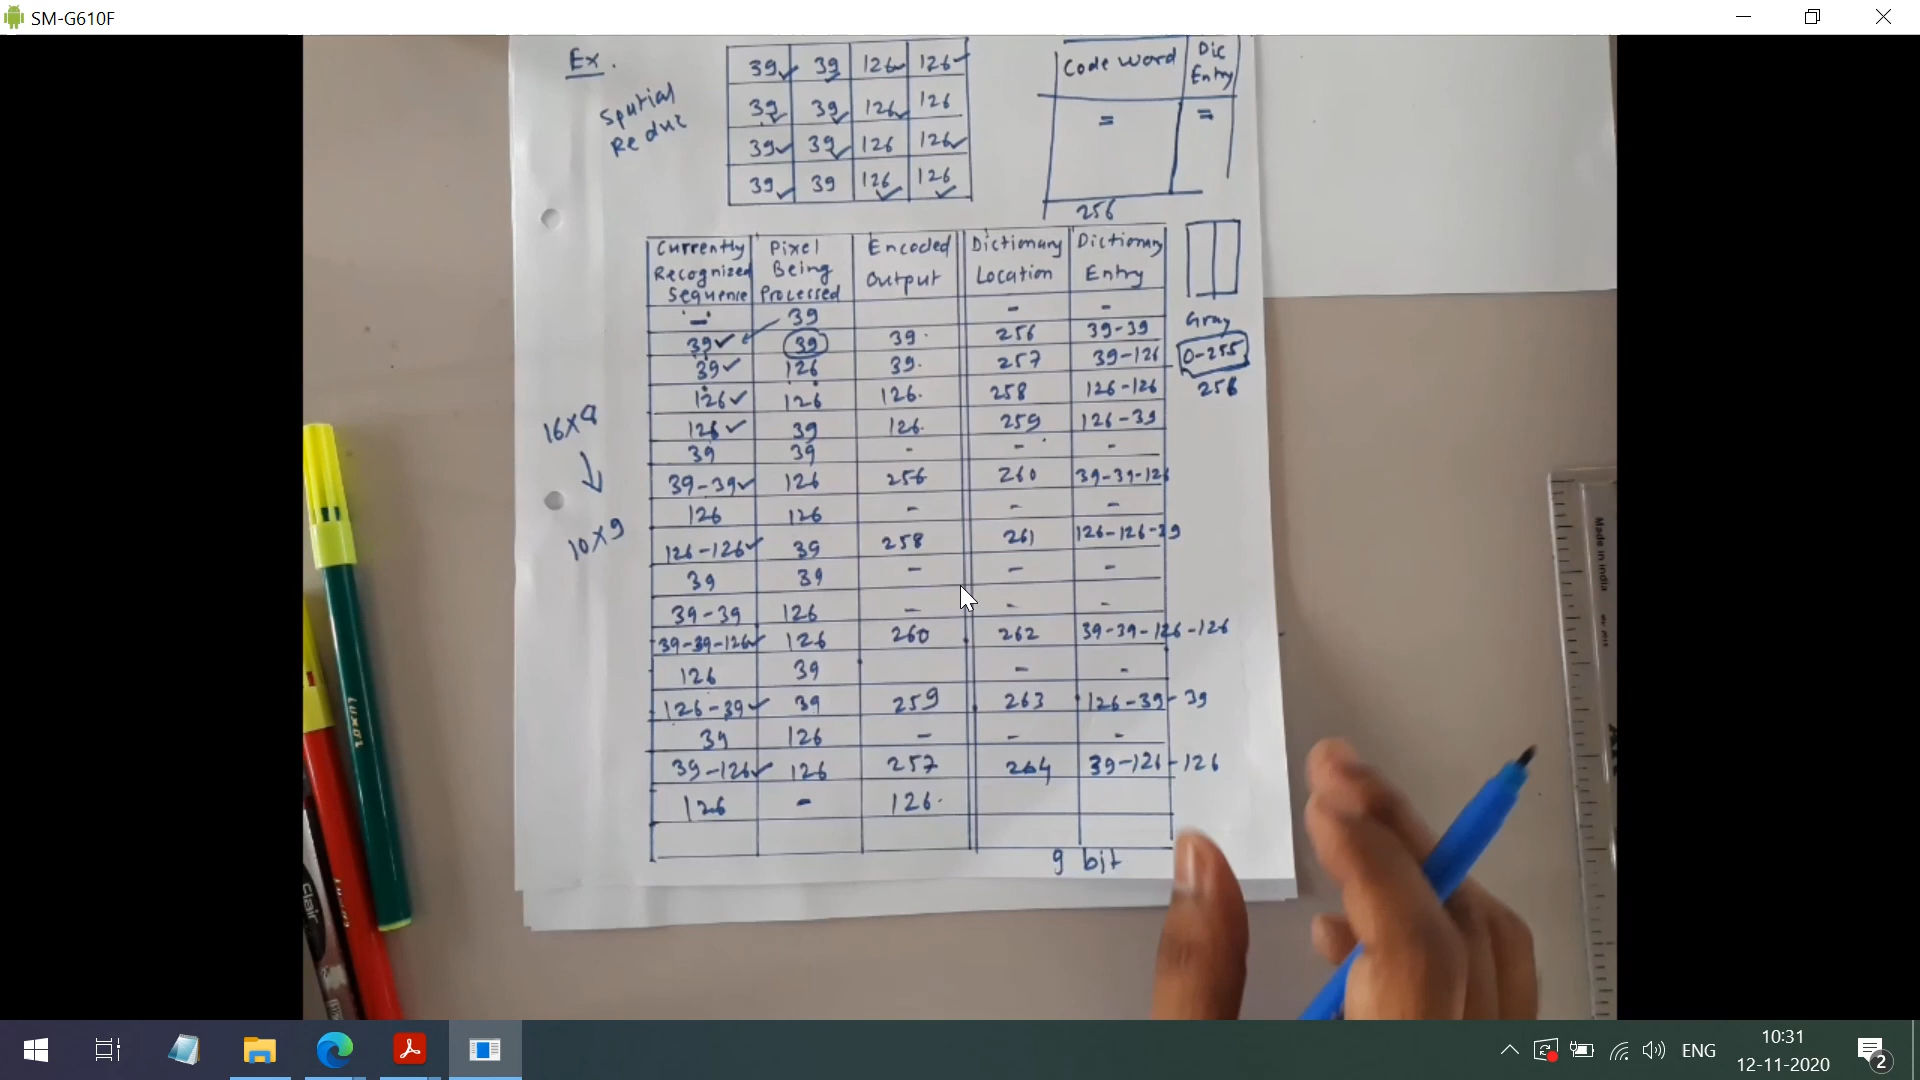 SM-G610F
Ex.
Spatial
Redu
39 39 126 126
39 39 126 126
39 39 126 126
39 39 126 126
Code word Dic Entry
= =
256
Currently Recognized Sequence Pixel Being Processed Encoded Output Dictionary Location Dictionary Entry
- 39 - -
39 39 39 256 39-39
39 126 39 257 39-126
126 126 126 258 126-126
126 39 126 259 126-39
39 39 - - -
39-39 126 256 260 39-39-126
126 126 - - -
126-126 39 258 261 126-126-39
39 39 - - -
39-39 126 - - -
39-39-126 126 260 262 39-39-126-126
126 39 - -
126-39 39 259 263 126-39-39
39 126 - - -
39-126 126 257 264 39-126-126
126 - 126
9 bit
Gray
0-255
256
16x8
10x9
LUXOR
Clair
Made in india
ENG
10:31
12-11-2020
2